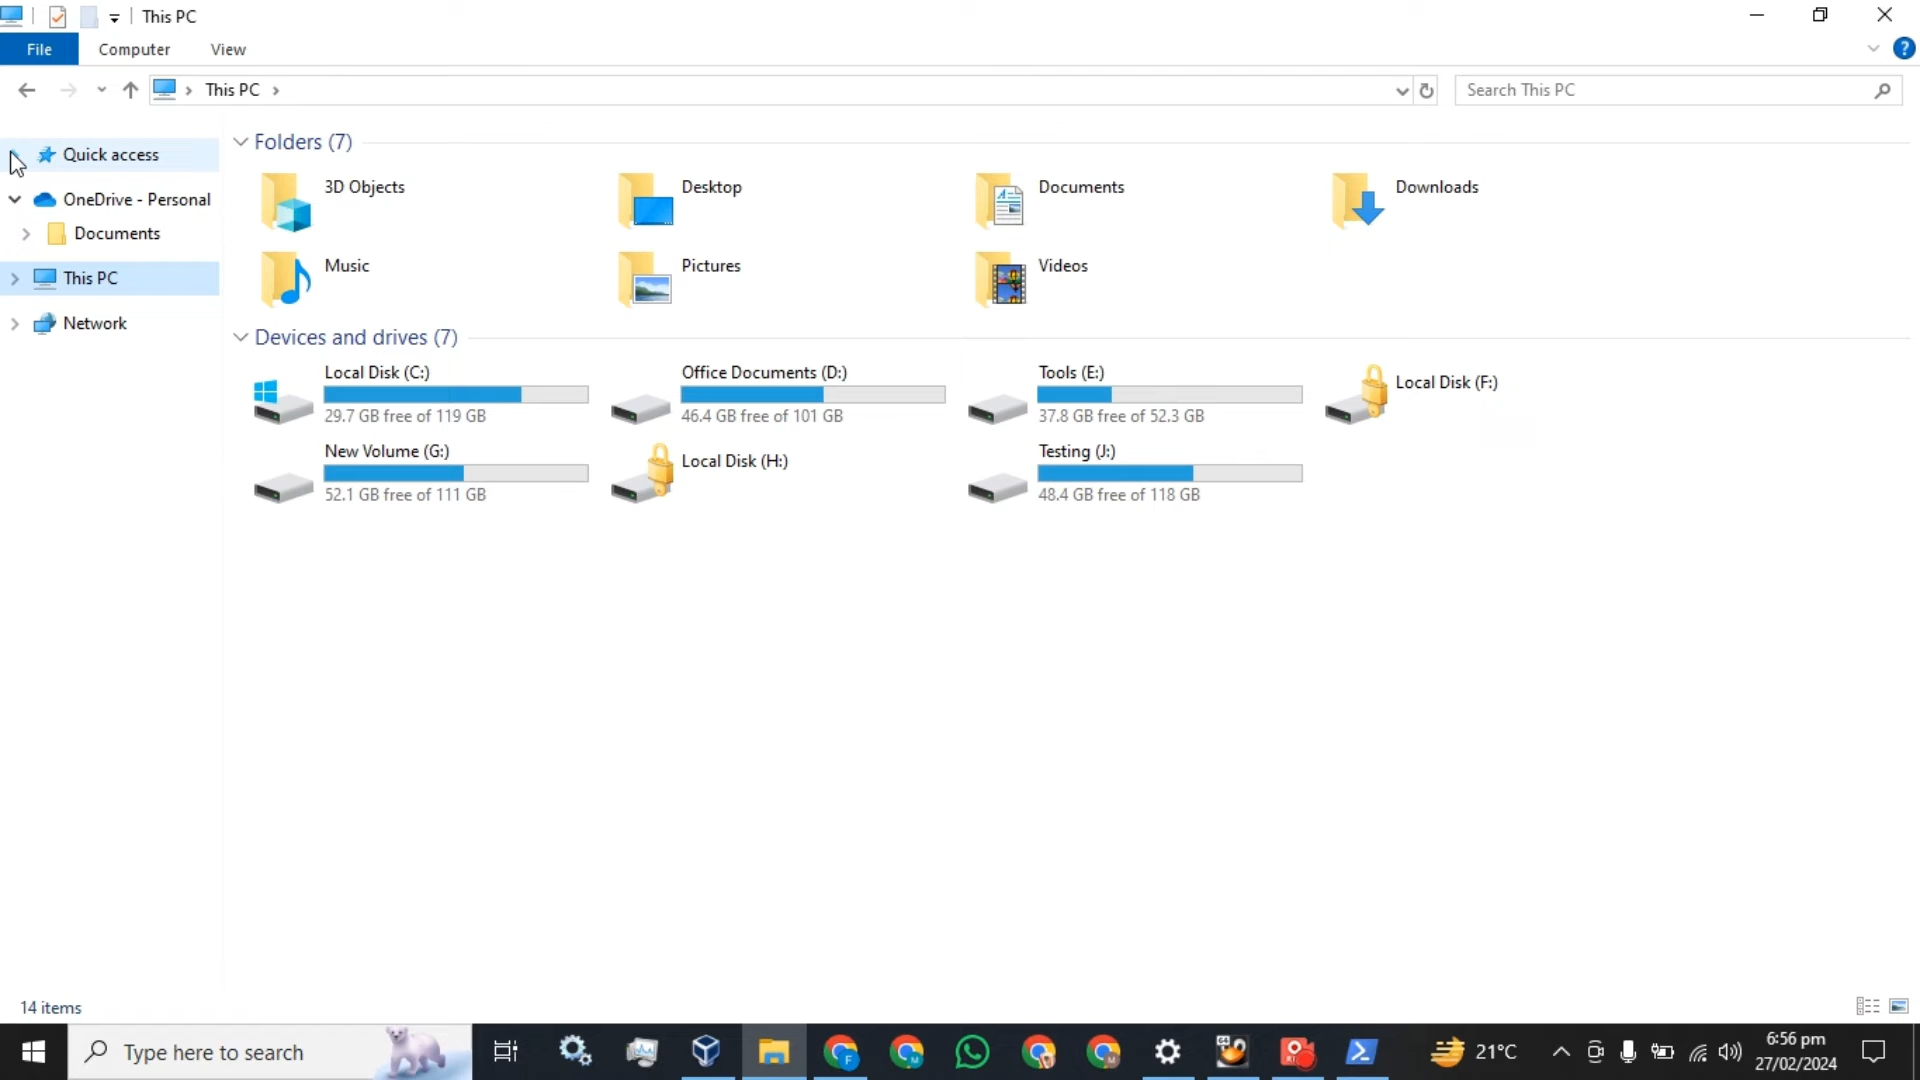 This PC
File Computer View
This PC
Search This PC
Quick access
OneDrive - Personal
Documents
This PC
Network
Folders (7)
3D Objects
Desktop
Documents
Downloads
Music
Pictures
Videos
Devices and drives (7)
Local Disk (C:)
29.7 GB free of 119 GB
Office Documents (D:)
46.4 GB free of 101 GB
Tools (E:)
37.8 GB free of 52.3 GB
Local Disk (F:)
New Volume (G:)
52.1 GB free of 111 GB
Local Disk (H:)
Testing (J:)
48.4 GB free of 118 GB
14 items
Type here to search
21°C
6:56 pm
27/02/2024